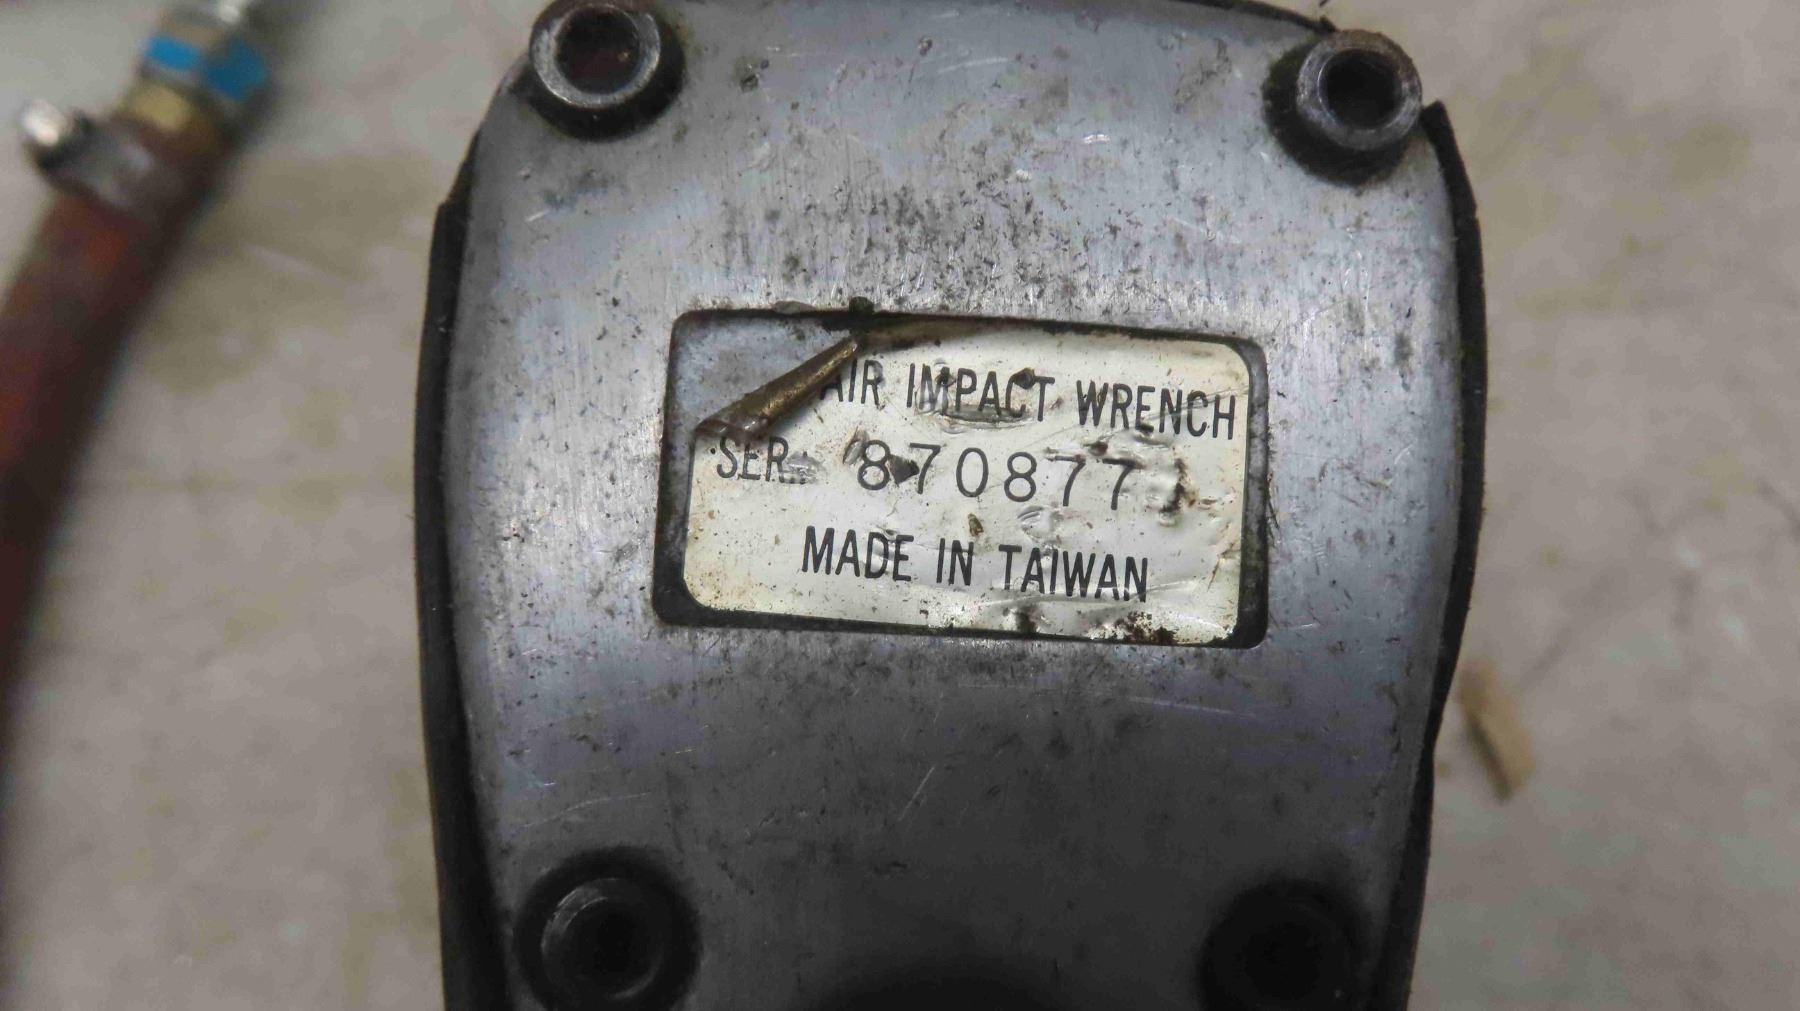 AIR IMPACT WRENCH
SER. 870877
MADE IN TAIWAN